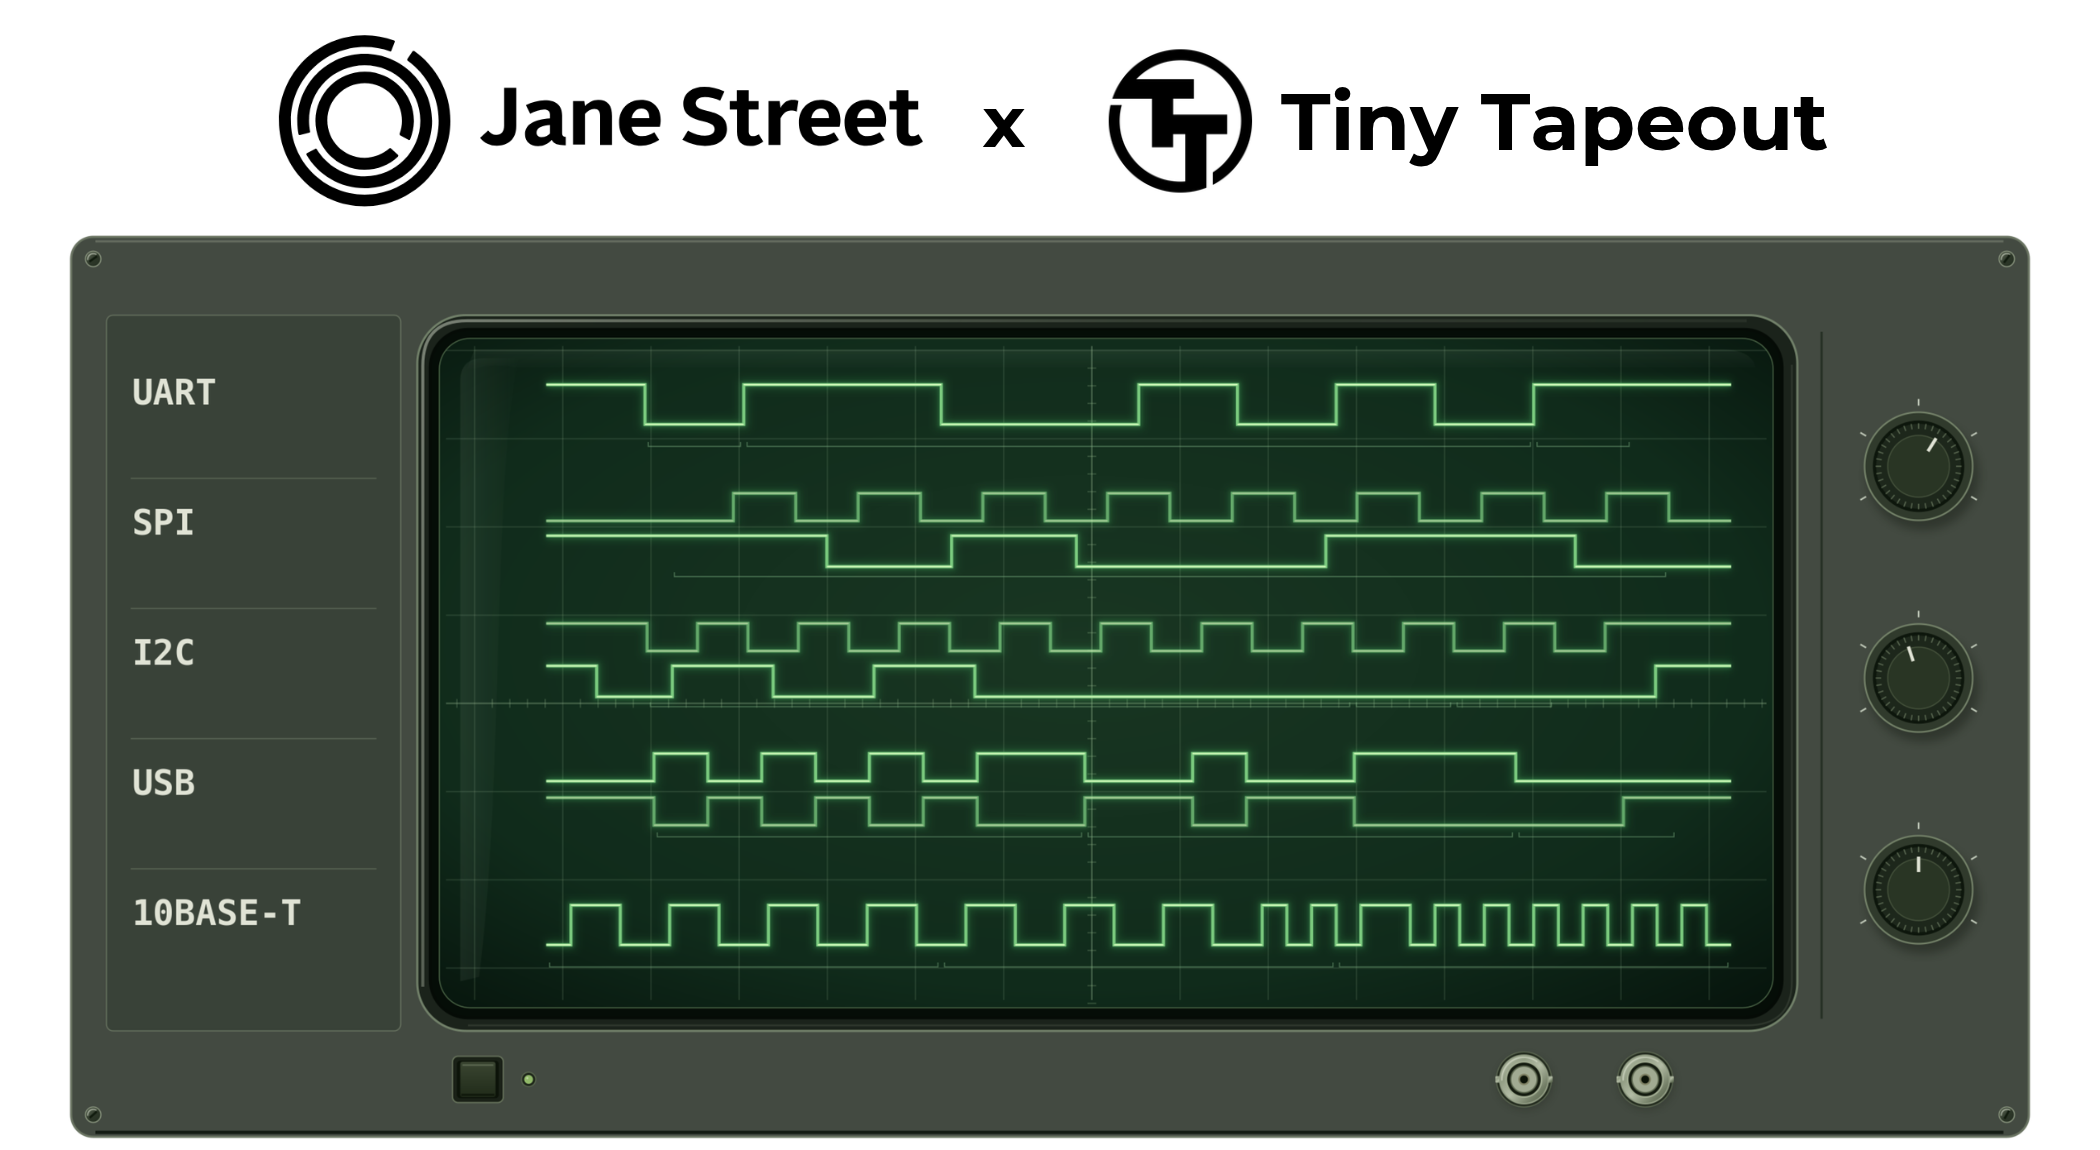 Jane Street x Tiny Tapeout
UART
SPI
I2C
USB
10BASE-T